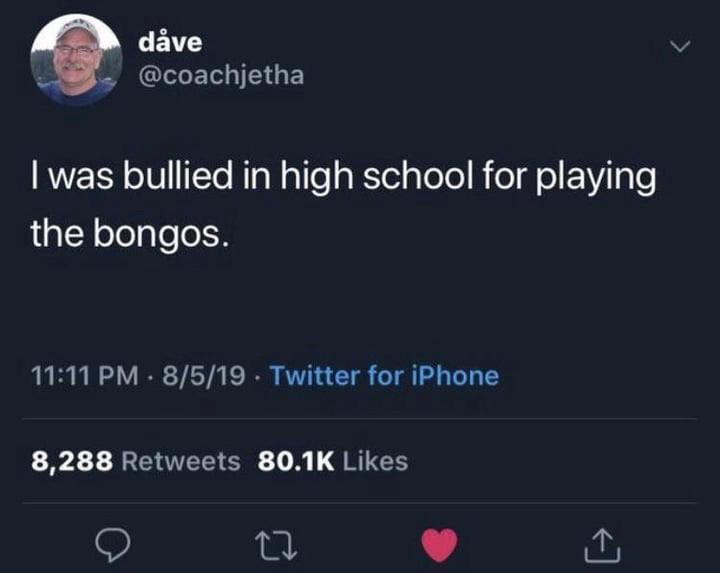 dåve
@coachjetha
I was bullied in high school for playing
the bongos.
11:11 PM · 8/5/19 · Twitter for iPhone
8,288 Retweets 80.1K Likes